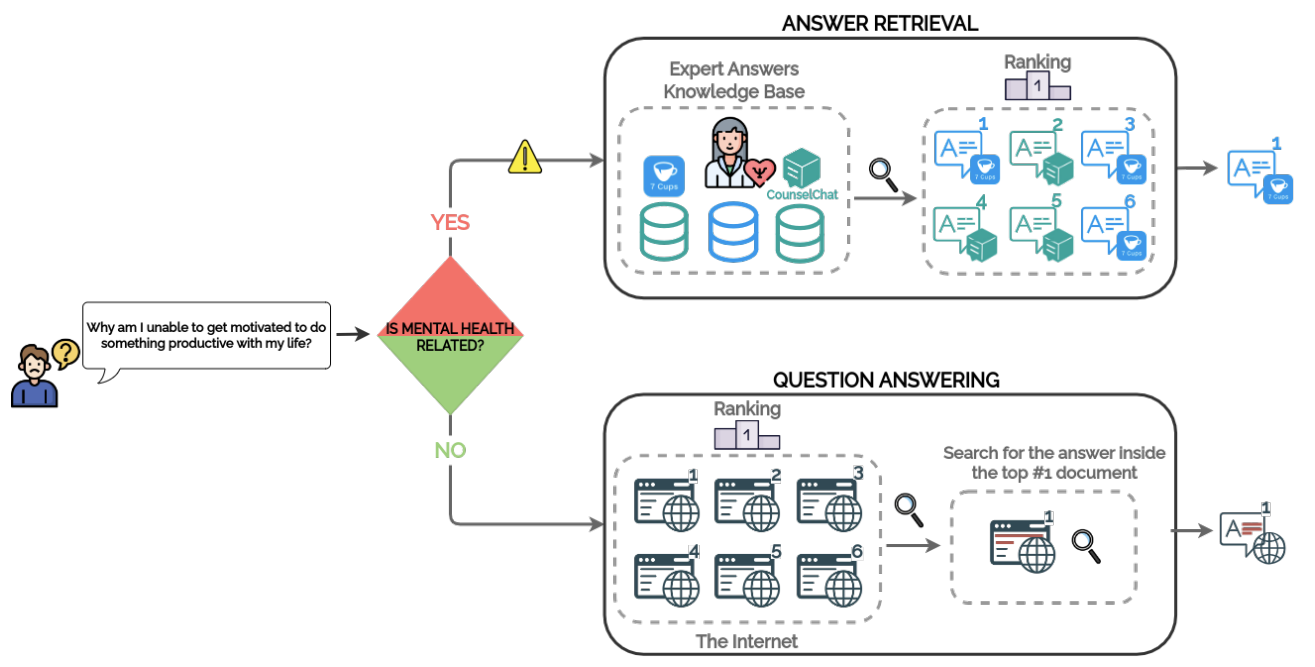 ANSWER RETRIEVAL
Expert Answers
Knowledge Base
Ranking
1
7 Cups
CounselChat
1
2
3
4
5
6
7 Cups
7 Cups
7 Cups
1
7 Cups
YES
Why am I unable to get motivated to do
something productive with my life?
IS MENTAL HEALTH
RELATED?
NO
QUESTION ANSWERING
Ranking
1
1
2
3
4
5
6
The Internet
Search for the answer inside
the top #1 document
1
A
1